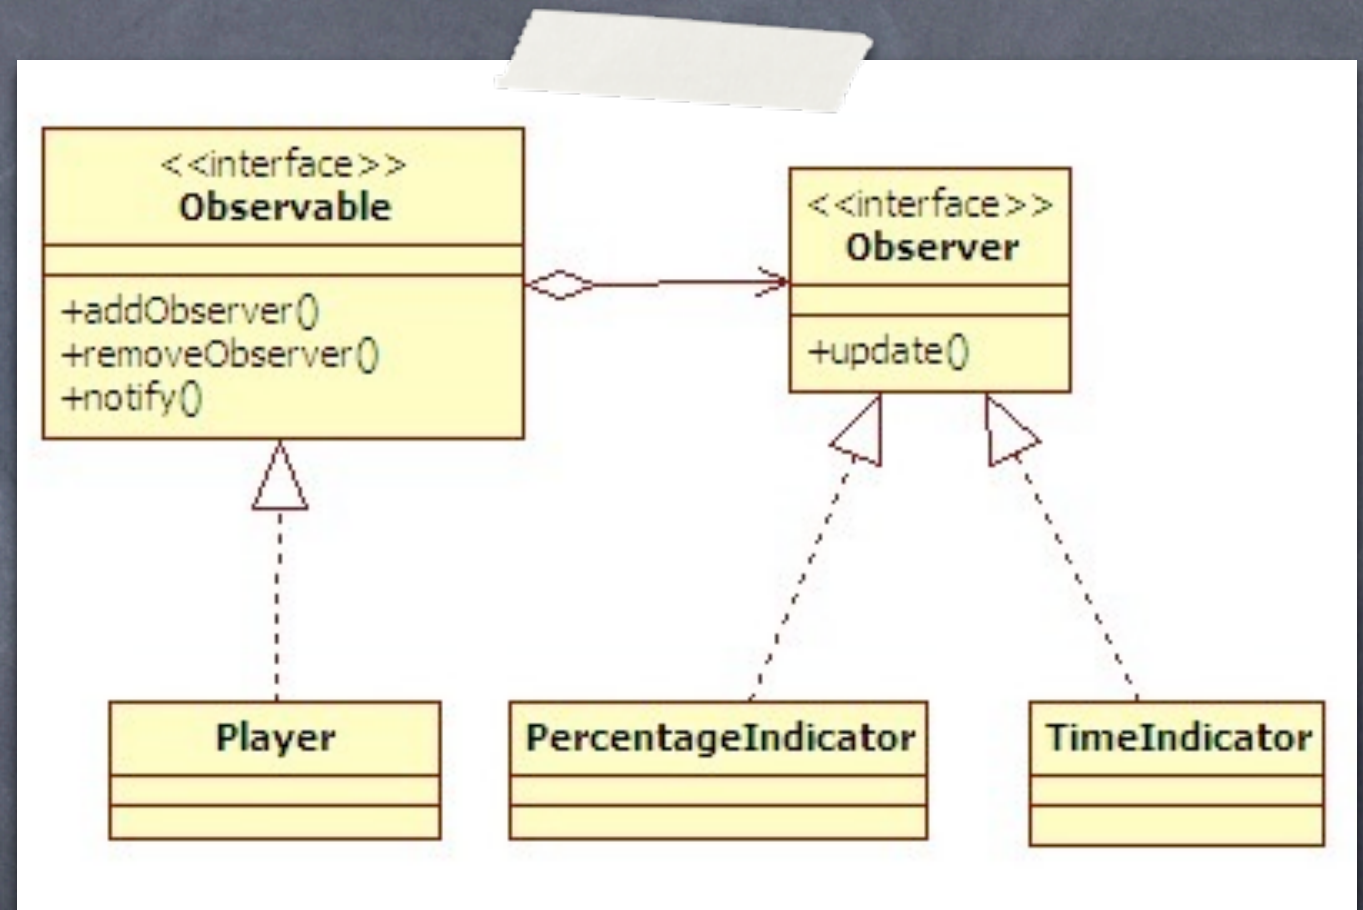 <<interface>>
Observable
+addObserver()
+removeObserver()
+notify()
<<interface>>
Observer
+update()
Player
PercentageIndicator
TimeIndicator